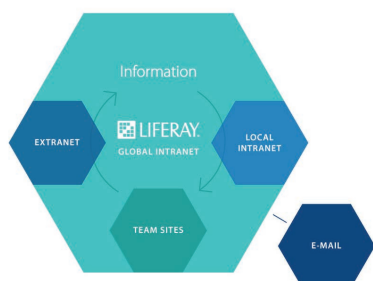 Information
LIFERAY.
GLOBAL INTRANET
EXTRANET
LOCAL
INTRANET
TEAM SITES
E-MAIL